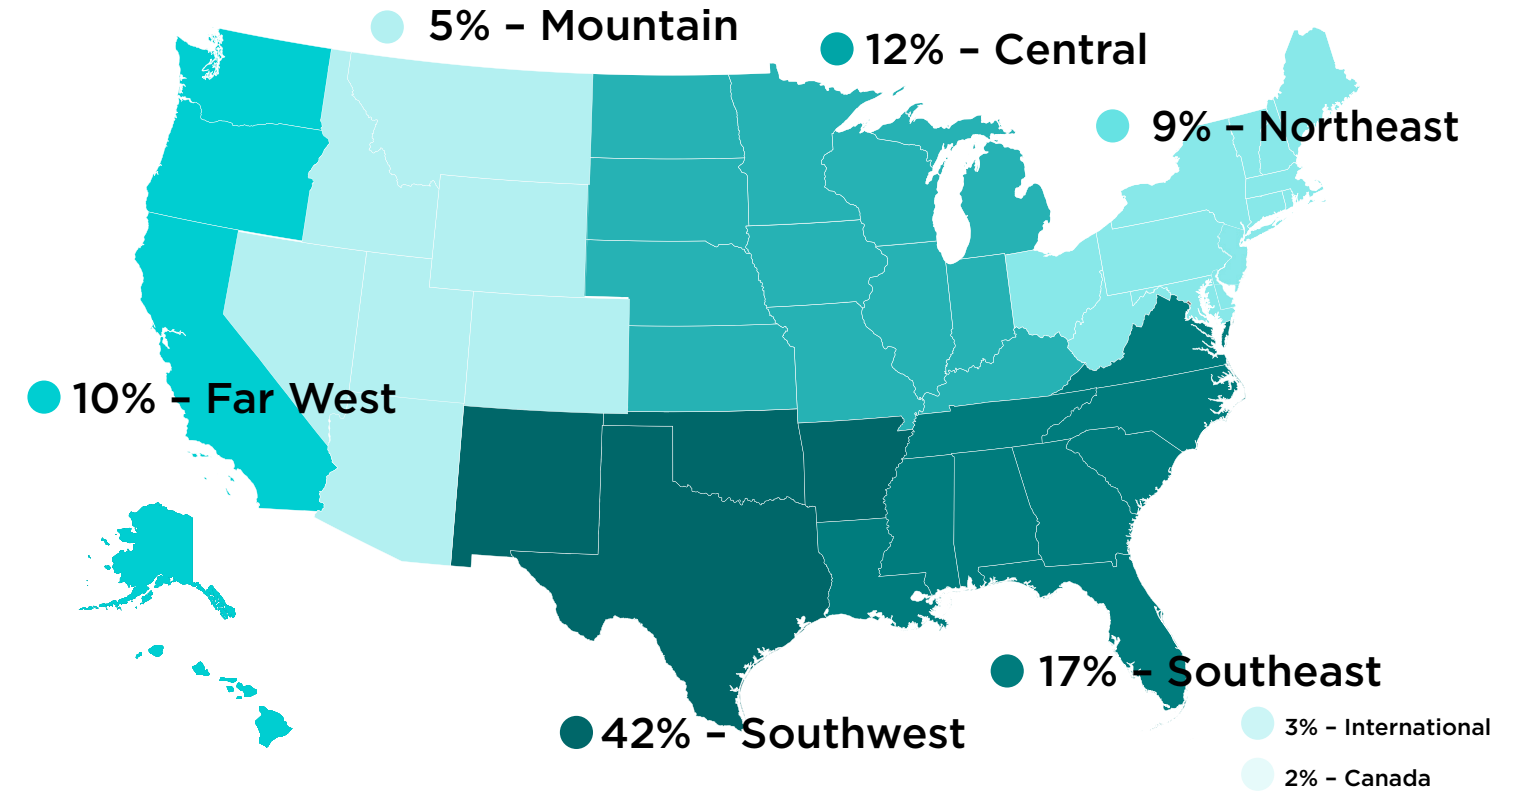 5% – Mountain
12% – Central
9% – Northeast
10% – Far West
17% – Southeast
42% – Southwest
3% – International
2% – Canada